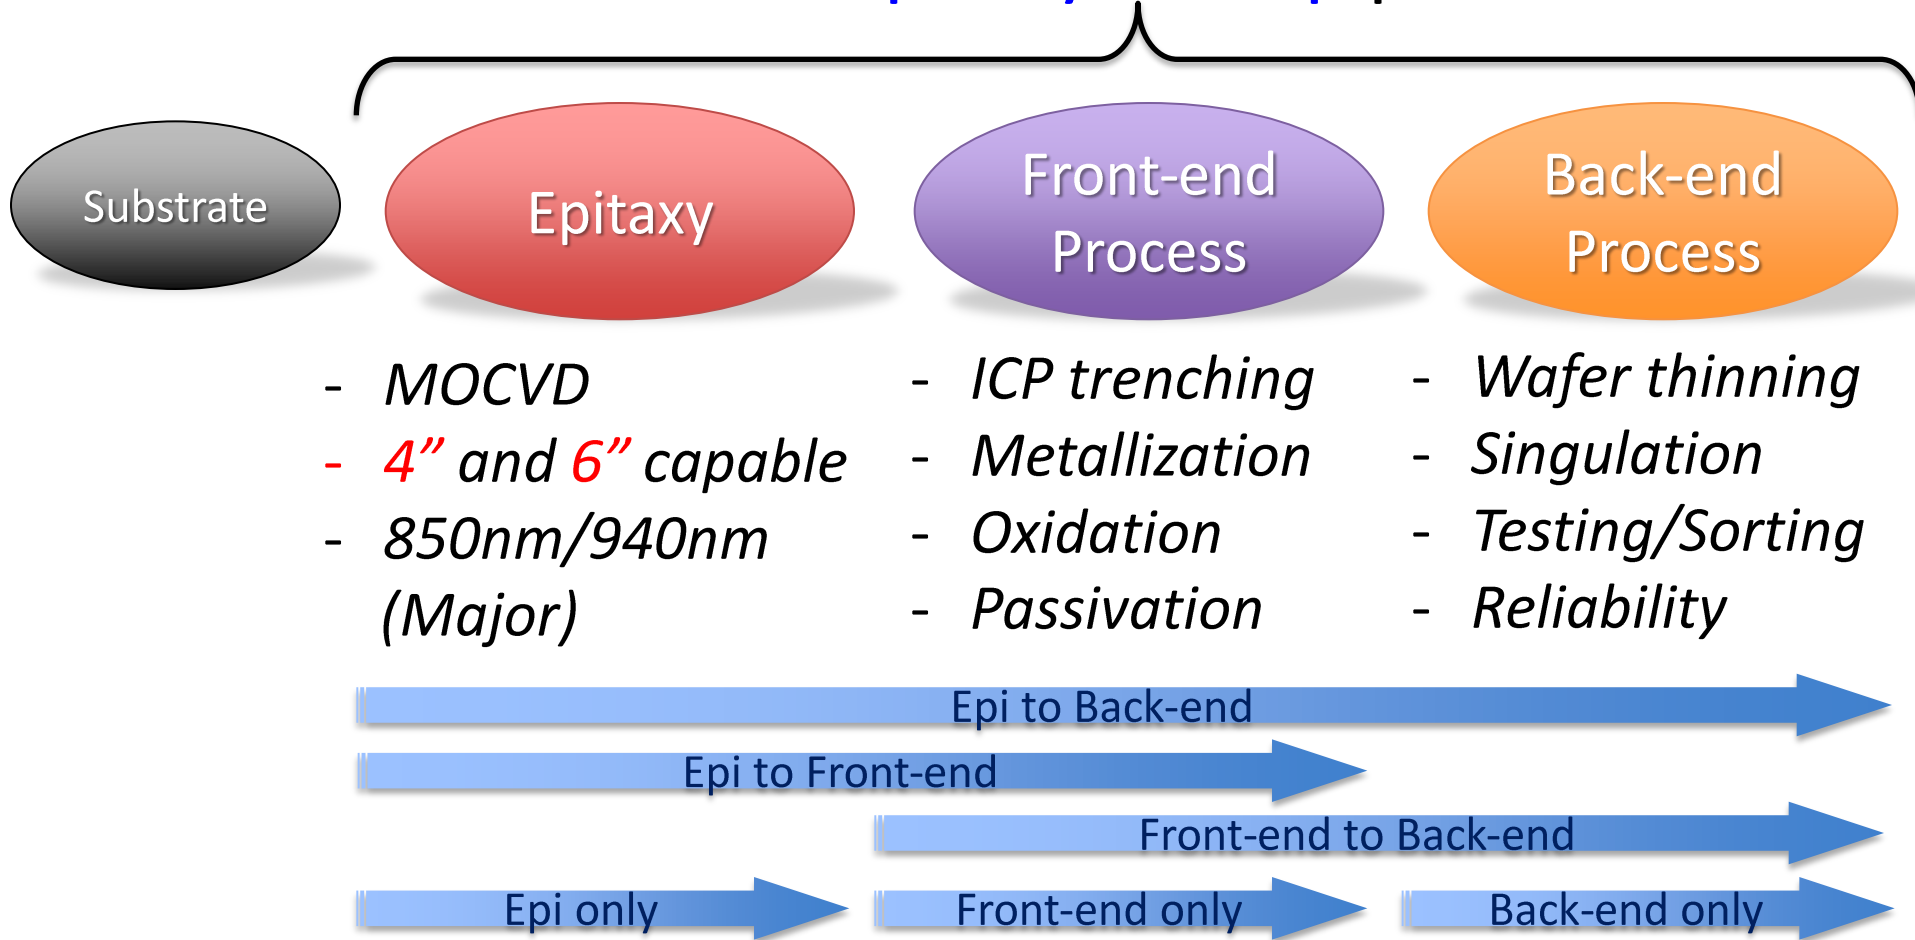 Substrate
Epitaxy
Front-end
Process
Back-end
Process
- MOCVD
- 4” and 6” capable
- 850nm/940nm
(Major)
- ICP trenching
- Metallization
- Oxidation
- Passivation
- Wafer thinning
- Singulation
- Testing/Sorting
- Reliability
Epi to Back-end
Epi to Front-end
Front-end to Back-end
Epi only
Front-end only
Back-end only